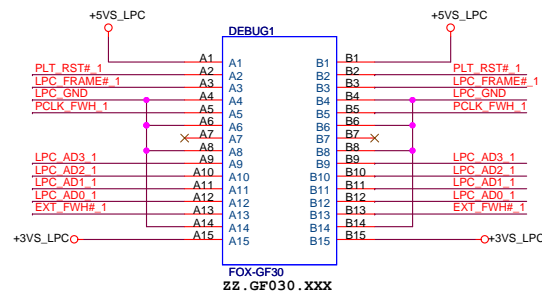 +5VS_LPC +5VS_LPC
DEBUG1
A1 A1 B1 B1
PLT_RST#_1 A2 A2 B2 B2 PLT_RST#_1
LPC_FRAME#_1 A3 A3 B3 B3 LPC_FRAME#_1
LPC_GND A4 A4 B4 B4 LPC_GND
PCLK_FWH_1 A5 A5 B5 B5 PCLK_FWH_1
A6 A6 B6 B6
A7 A7 B7 B7
A8 A8 B8 B8
LPC_AD3_1 A9 A9 B9 B9 LPC_AD3_1
LPC_AD2_1 A10 A10 B10 B10 LPC_AD2_1
LPC_AD1_1 A11 A11 B11 B11 LPC_AD1_1
LPC_AD0_1 A12 A12 B12 B12 LPC_AD0_1
EXT_FWH#_1 A13 A13 B13 B13 EXT_FWH#_1
A14 A14 B14 B14
+3VS_LPC A15 A15 B15 B15 +3VS_LPC
FOX-GF30
ZZ.GF030.XXX